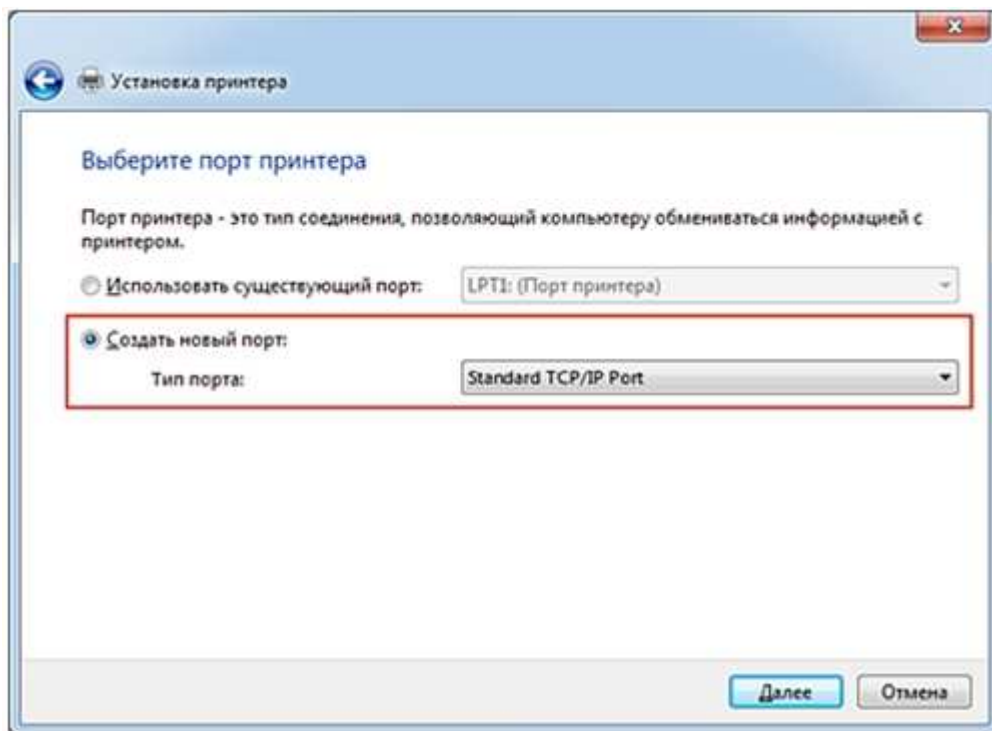 Установка принтера
Выберите порт принтера
Порт принтера - это тип соединения, позволяющий компьютеру обмениваться информацией с
принтером.
Использовать существующий порт: LPT1: (Порт принтера)
Создать новый порт:
Тип порта: Standard TCP/IP Port
Далее Отмена